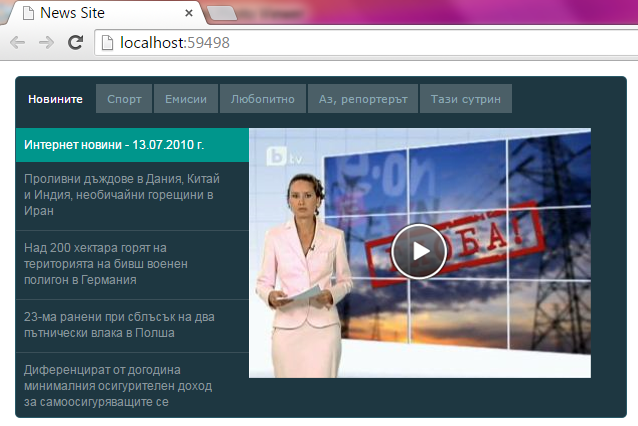 News Site
localhost:59498
Новините Спорт Емисии Любопитно Аз, репортерът Тази сутрин
Интернет новини - 13.07.2010 г.
Проливни дъждове в Дания, Китай
и Индия, необичайни горещини в
Иран
Над 200 хектара горят на
територията на бивш военен
полигон в Германия
23-ма ранени при сблъсък на два
пътнически влака в Полша
Диференцират от догодина
минималния осигурителен доход
за самоосигуряващите се
b tv
e·on